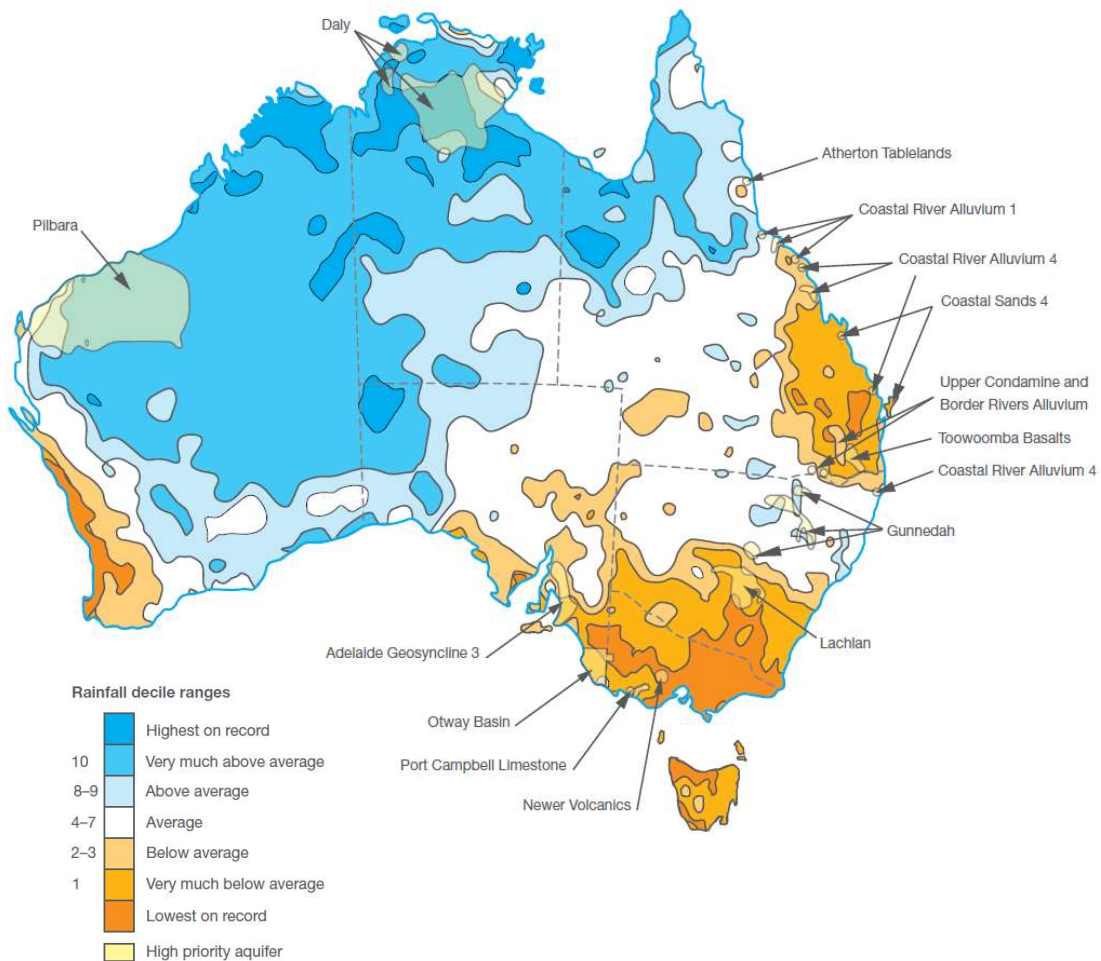 Daly
Atherton Tablelands
Coastal River Alluvium 1
Pilbara
Coastal River Alluvium 4
Coastal Sands 4
Upper Condamine and
Border Rivers Alluvium
Toowoomba Basalts
Coastal River Alluvium 4
Gunnedah
Lachlan
Adelaide Geosyncline 3
Otway Basin
Port Campbell Limestone
Newer Volcanics
Rainfall decile ranges
Highest on record
10 Very much above average
8–9 Above average
4–7 Average
2–3 Below average
1 Very much below average
Lowest on record
High priority aquifer